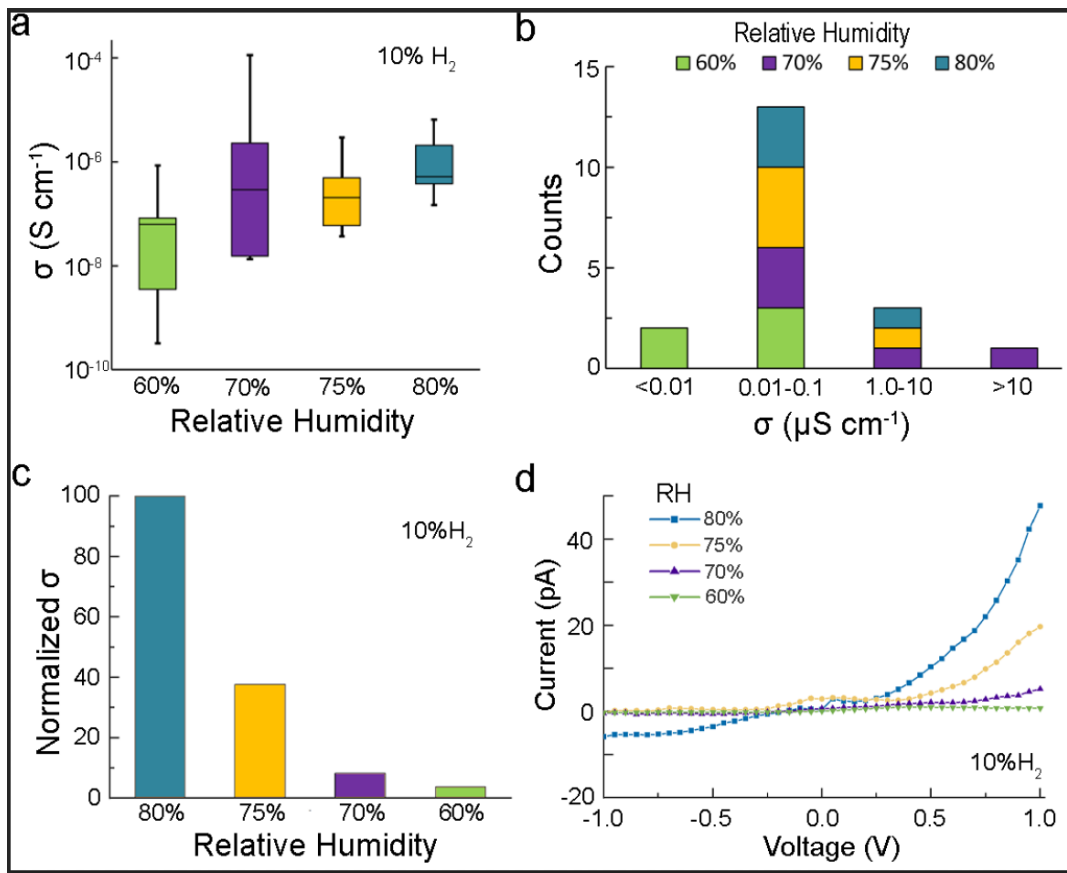 a
10% H₂
10⁻⁴
10⁻⁶
10⁻⁸
10⁻¹⁰
σ (S cm⁻¹)
60% 70% 75% 80%
Relative Humidity
b
Relative Humidity
60% 70% 75% 80%
15
10
5
0
Counts
<0.01 0.01-0.1 1.0-10 >10
σ (µS cm⁻¹)
c
10%H₂
100
80
60
40
20
0
Normalized σ
80% 75% 70% 60%
Relative Humidity
d
RH
80%
75%
70%
60%
40
20
0
-20
Current (pA)
10%H₂
-1.0 -0.5 0.0 0.5 1.0
Voltage (V)